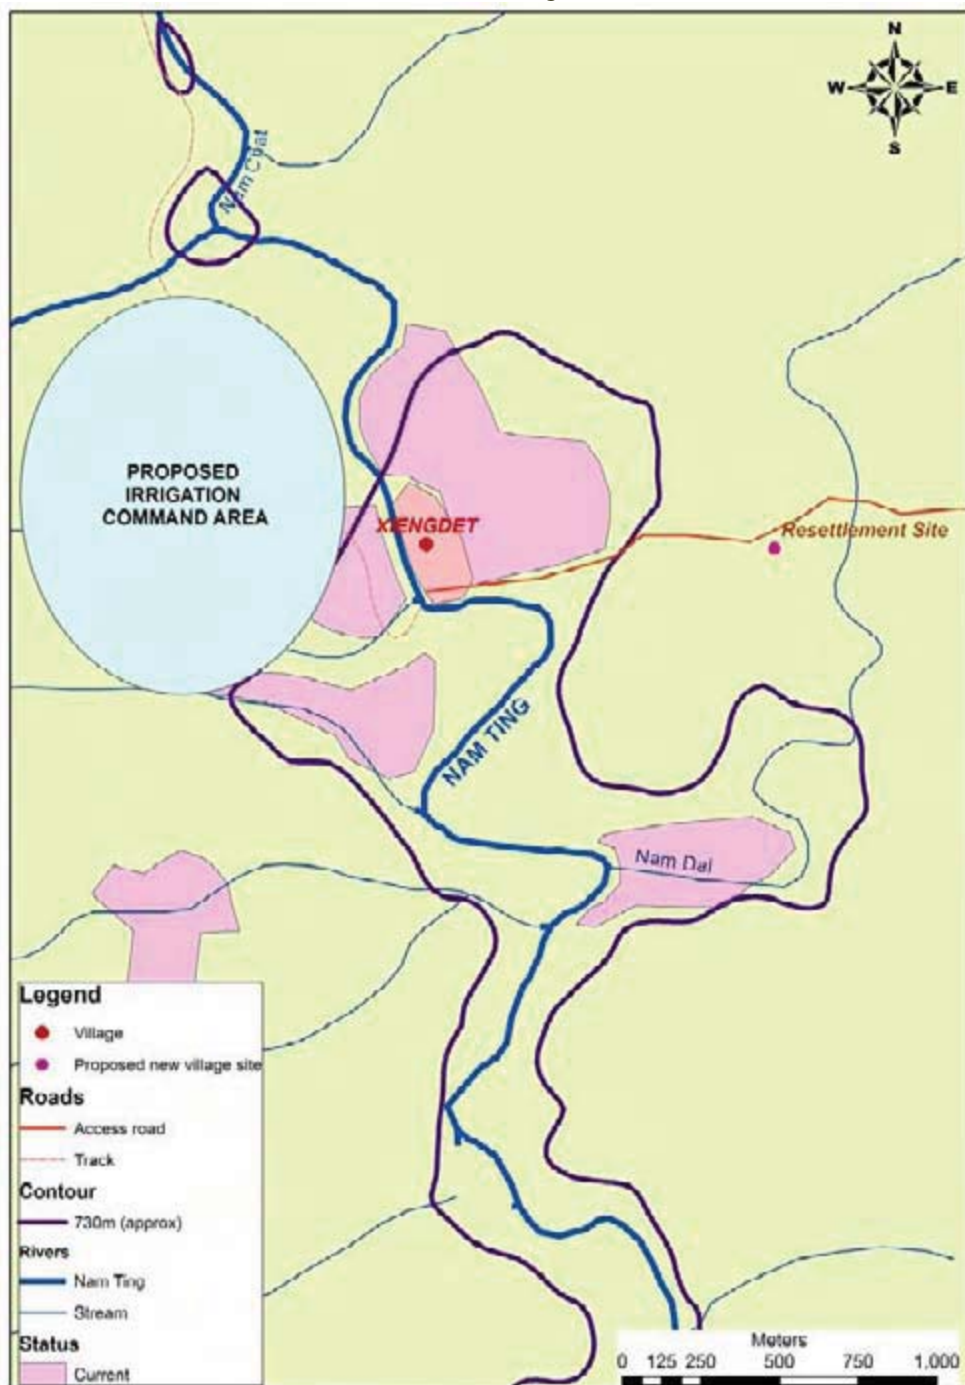 N
W E
S
Nam Chat
PROPOSED
IRRIGATION
COMMAND AREA
XIENGDET
Resettlement Site
NAM TING
Nam Dal
Legend
Village
Proposed new village site
Roads
Access road
Track
Contour
730m (approx)
Rivers
Nam Ting
Stream
Status
Current
Meters
0 125 250 500 750 1,000